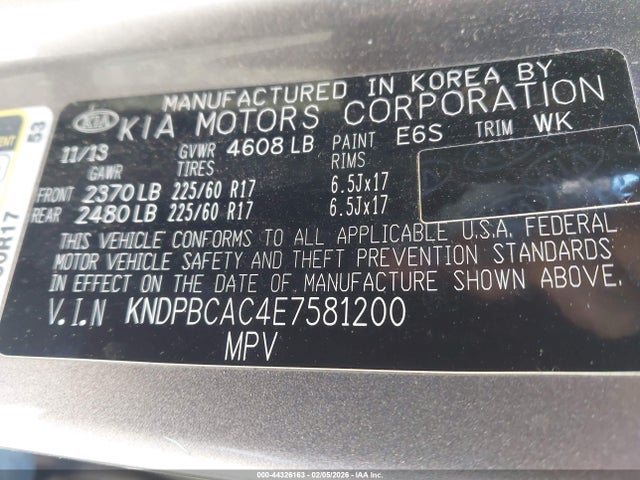 MANUFACTURED IN KOREA BY
KIA KIA MOTORS CORPORATION
11/13 GVWR 4608 LB PAINT E6S TRIM WK
GAWR TIRES RIMS
FRONT 2370 LB 225/60 R17 6.5Jx17
REAR 2480 LB 225/60 R17 6.5Jx17
THIS VEHICLE CONFORMS TO ALL APPLICABLE U.S.A. FEDERAL
MOTOR VEHICLE SAFETY AND THEFT PREVENTION STANDARDS
IN EFFECT ON THE DATE OF MANUFACTURE SHOWN ABOVE.
V.I.N KNDPBCAC4E7581200
MPV
53
0R17
000-44326163 - 02/05/2026 - IAA Inc.